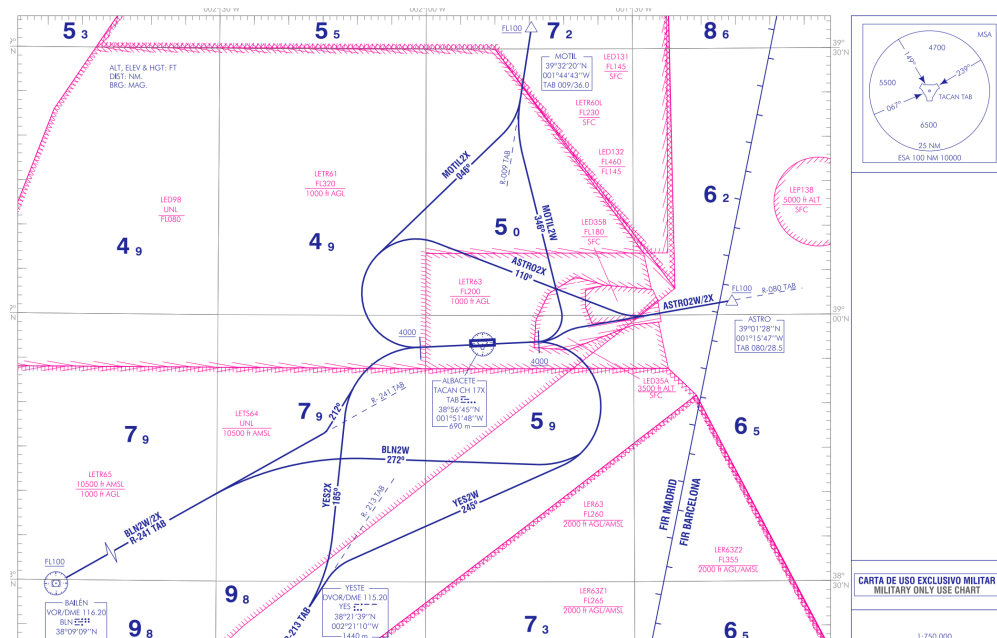 002°30' W
002°00' W
001°30' W
5 3
5 5
7 2
8 6
FL100
39°
30'N
ALT, ELEV & HGT: FT
DIST: NM.
BRG: MAG.
MOTIL
39°32'20''N
001°44'43''W
TAB 009/36.0
LED131
FL145
SFC
LETR60L
FL230
SFC
LED132
FL460
FL145
MSA
4700
149°
239°
5500
TACAN TAB
067°
6500
25 NM
ESA 100 NM 10000
MOTIL2X
046°
R-009 TAB
LETR61
FL320
1000 ft AGL
LED98
UNL
FL080
6 2
LEP138
5000 ft ALT
SFC
4 9
4 9
5 0
MOTIL2W
346°
LED35B
FL180
SFC
ASTRO2X
110°
LETR63
FL200
1000 ft AGL
ASTRO2W/2X
FL100
R-080 TAB
39°
00'N
ASTRO
39°01'28''N
001°15'47''W
TAB 080/28.5
4000
4000
ALBACETE
TACAN CH 17X
TAB
38°56'45''N
001°51'48''W
690 m
LED35A
3500 ft ALT
SFC
R-241 TAB
212°
LETS64
UNL
10500 ft AMSL
7 9
7 9
5 9
6 5
BLN2W
272°
LETR65
10500 ft AMSL
1000 ft AGL
YES2X
185°
R-213 TAB
YES2W
245°
BLN2W/2X
R-241 TAB
LER63
FL260
2000 ft AGL/AMSL
FIR MADRID
FIR BARCELONA
LER63Z2
FL355
2000 ft AGL/AMSL
FL100
38°
30'N
BAILÉN
VOR/DME 116.20
BLN
38°09'09''N
9 8
9 8
R-213 TAB
YESTE
DVOR/DME 115.20
YES
38°21'39''N
002°21'10''W
1440 m
LER63Z1
FL265
2000 ft AGL/AMSL
7 3
6 5
CARTA DE USO EXCLUSIVO MILITAR
MILITARY ONLY USE CHART
1:750 000